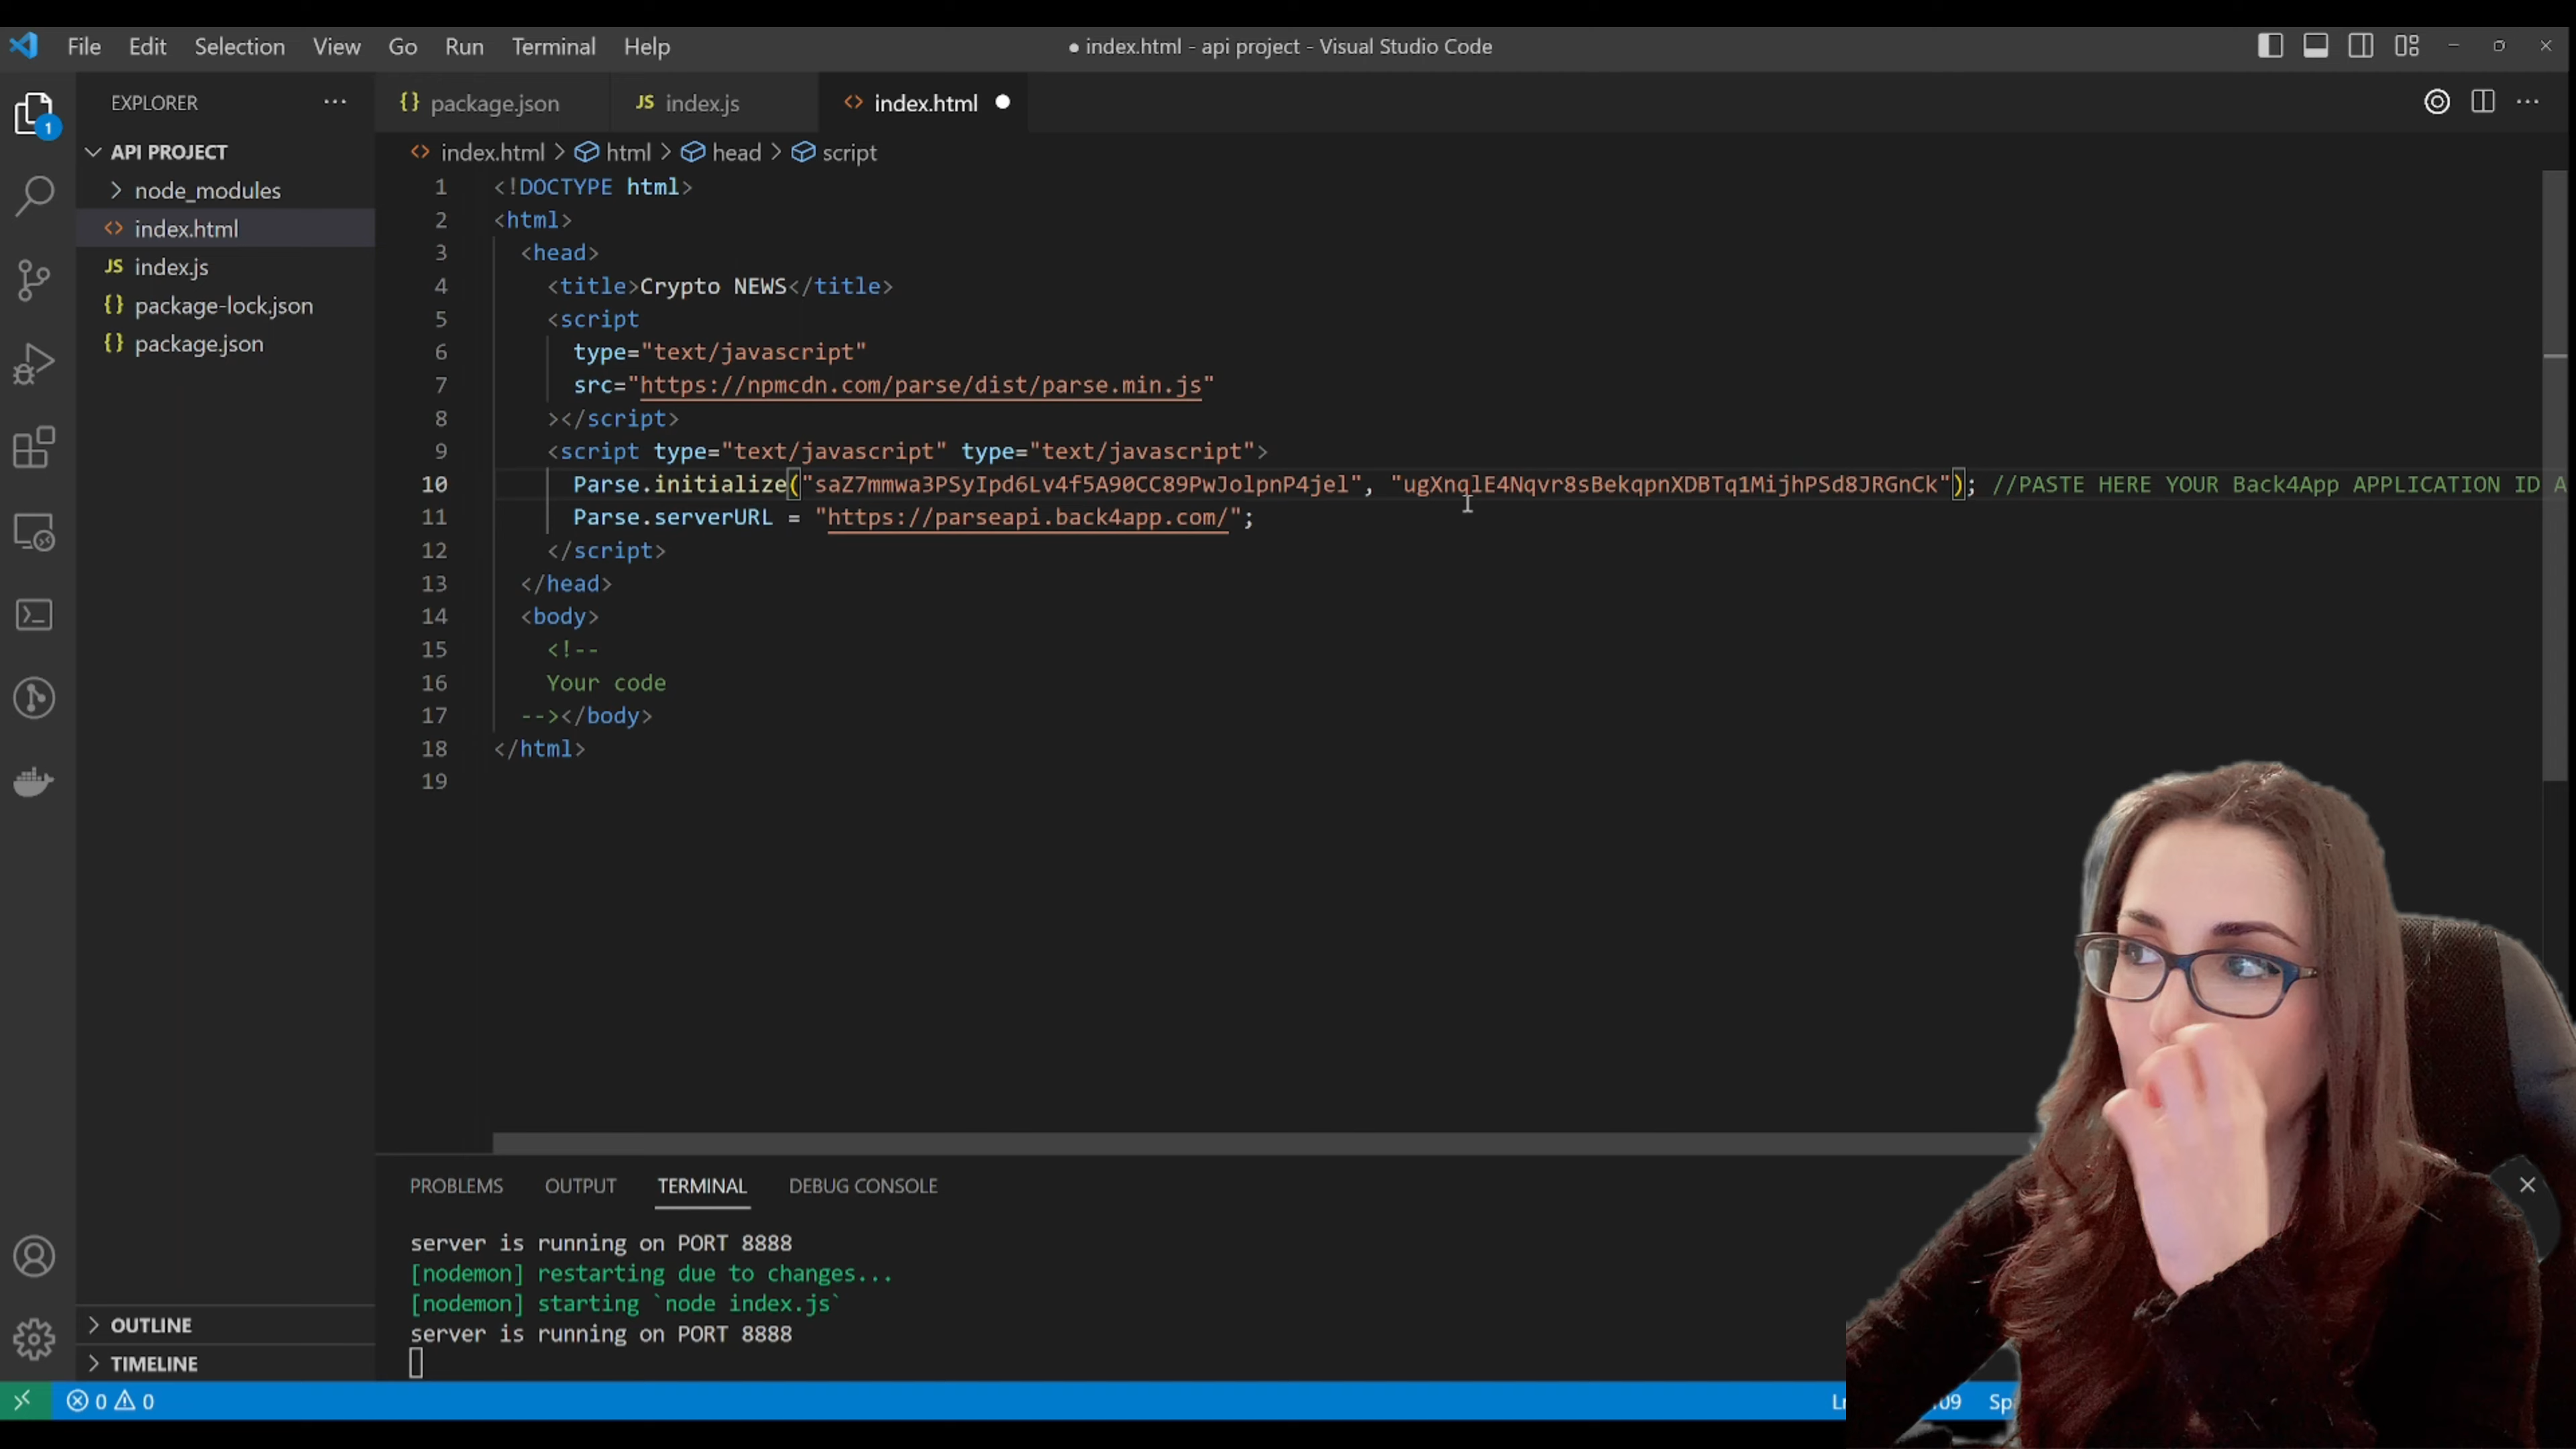 File Edit Selection View Go Run Terminal Help
● index.html - api project - Visual Studio Code
EXPLORER
1
API PROJECT
node_modules
index.html
JS index.js
{} package-lock.json
{} package.json
OUTLINE
TIMELINE
{} package.json JS index.js <> index.html
<> index.html > html > head > script
1 <!DOCTYPE html>
2 <html>
3 <head>
4 <title>Crypto NEWS</title>
5 <script
6 type="text/javascript"
7 src="https://npmcdn.com/parse/dist/parse.min.js"
8 ></script>
9 <script type="text/javascript" type="text/javascript">
10 Parse.initialize("saZ7mmwa3PSyIpd6Lv4f5A90CC89PwJolpnP4jel", "ugXnqlE4Nqvr8sBekqpnXDBTq1MijhPSd8JRGnCk"); //PASTE HERE YOUR Back4App APPLICATION ID A
11 Parse.serverURL = "https://parseapi.back4app.com/";
12 </script>
13 </head>
14 <body>
15 <!--
16 Your code
17 --></body>
18 </html>
19
PROBLEMS OUTPUT TERMINAL DEBUG CONSOLE
server is running on PORT 8888
[nodemon] restarting due to changes...
[nodemon] starting `node index.js`
server is running on PORT 8888
0 0